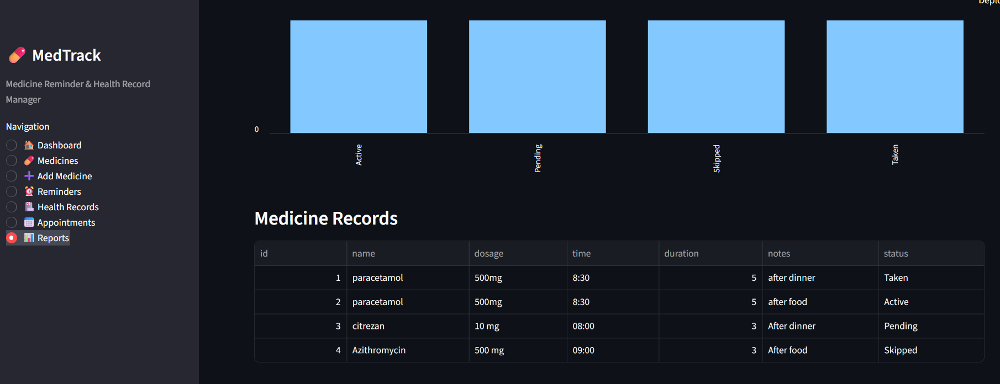 MedTrack
Medicine Reminder & Health Record
Manager
Navigation
Dashboard
Medicines
Add Medicine
Reminders
Health Records
Appointments
Reports
0
Active
Pending
Skipped
Taken
Medicine Records
id name dosage time duration notes status
1 paracetamol 500mg 8:30 5 after dinner Taken
2 paracetamol 500mg 8:30 5 after food Active
3 citrezan 10 mg 08:00 3 After dinner Pending
4 Azithromycin 500 mg 09:00 3 After food Skipped